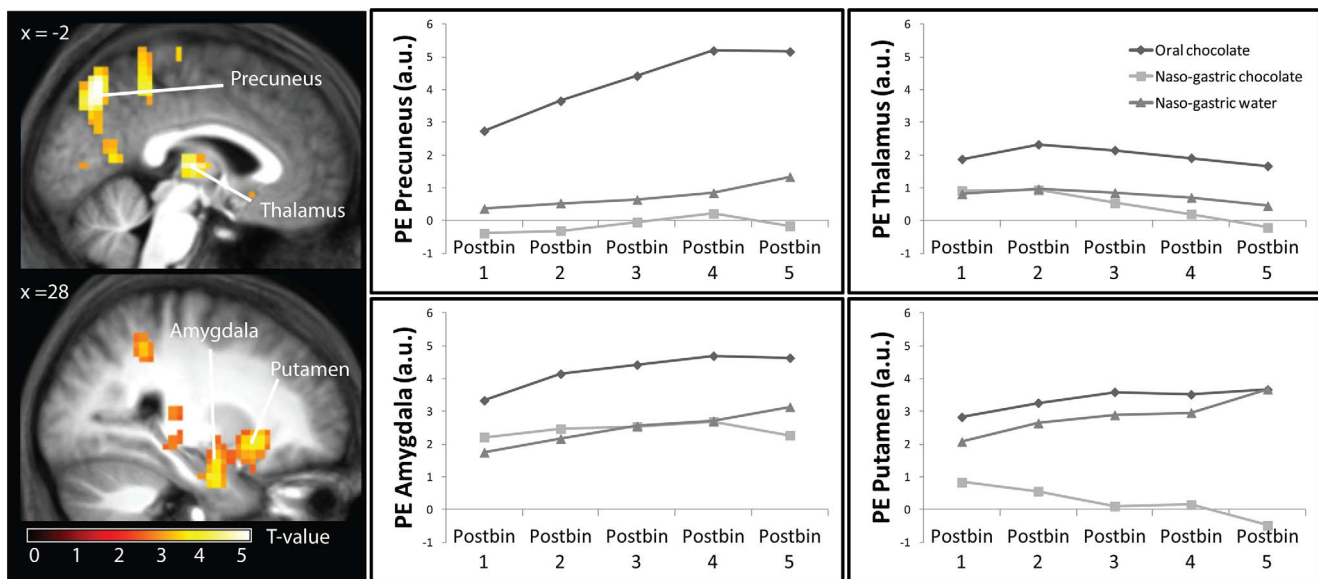 x = -2
Precuneus
Thalamus
x =28
Amygdala
Putamen
T-value
0 1 2 3 4 5
PE Precuneus (a.u.)
6
5
4
3
2
1
0
-1
Postbin Postbin Postbin Postbin Postbin
1 2 3 4 5
PE Thalamus (a.u.)
6
5
4
3
2
1
0
-1
Oral chocolate
Naso-gastric chocolate
Naso-gastric water
Postbin Postbin Postbin Postbin Postbin
1 2 3 4 5
PE Amygdala (a.u.)
6
5
4
3
2
1
0
-1
Postbin Postbin Postbin Postbin Postbin
1 2 3 4 5
PE Putamen (a.u.)
6
5
4
3
2
1
0
-1
Postbin Postbin Postbin Postbin Postbin
1 2 3 4 5